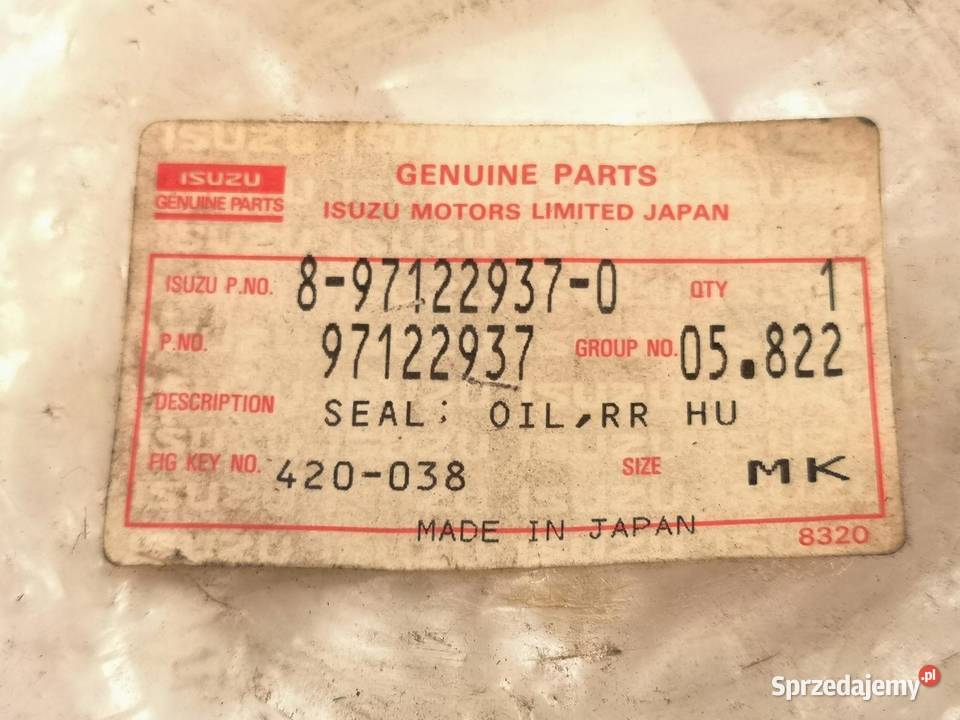 ISUZU
GENUINE PARTS
GENUINE PARTS
ISUZU MOTORS LIMITED JAPAN
ISUZU P.NO. 8-97122937-0 QTY 1
P.NO. 97122937 GROUP NO. 05.822
DESCRIPTION SEAL; OIL,RR HU
FIG KEY NO. 420-038 SIZE MK
MADE IN JAPAN
8320
Sprzedajemy.pl